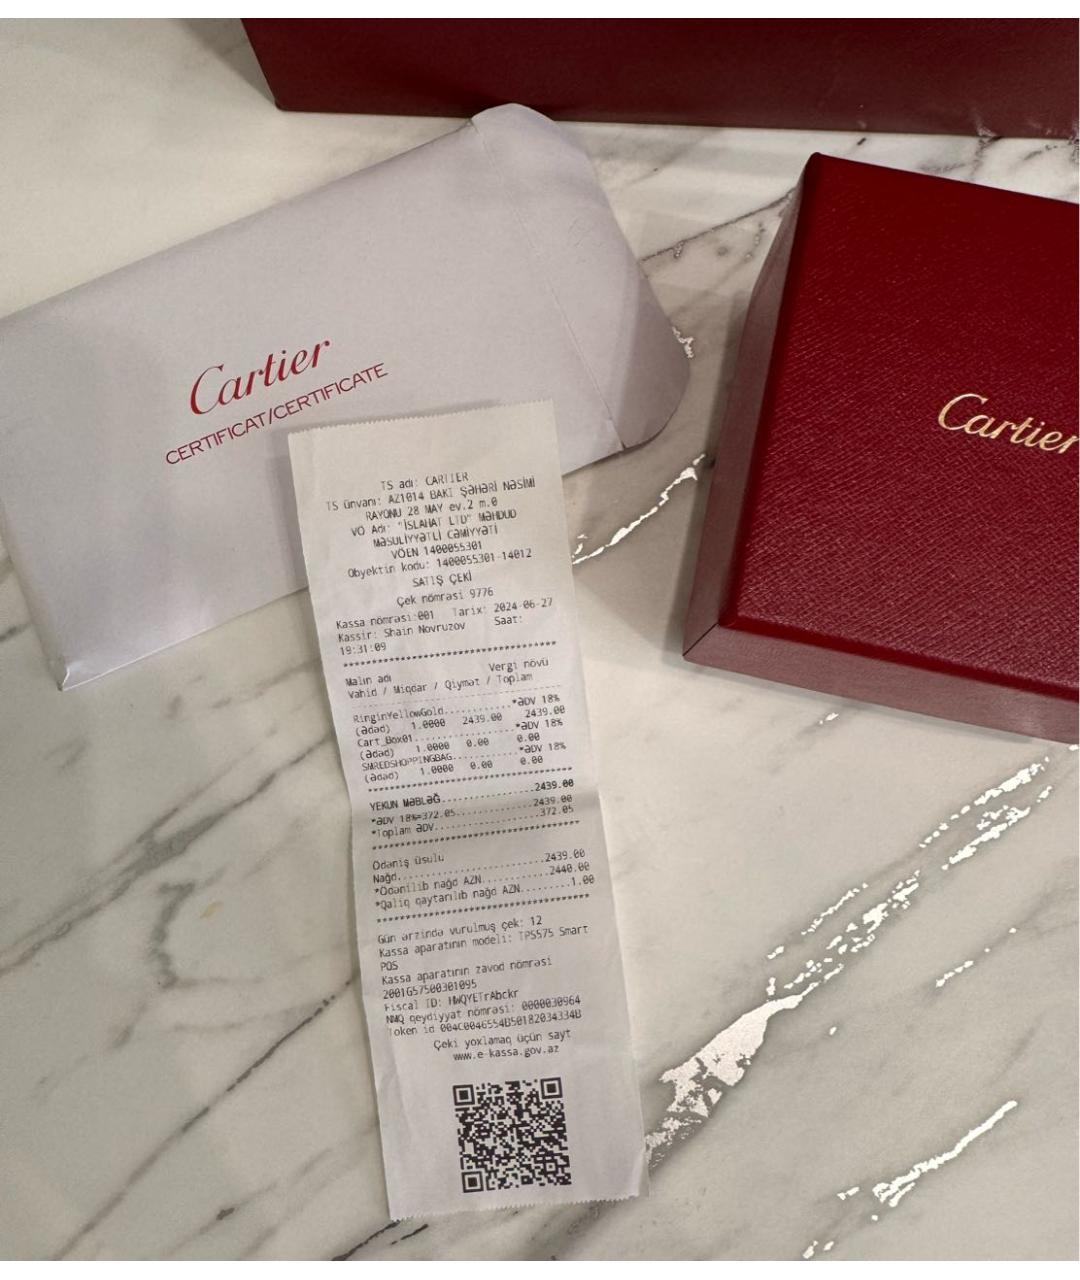 Cartier
CERTIFICAT/CERTIFICATE
Cartier
TS adı: CARTIER
TS ünvanı: AZ1014 BAKI ŞƏHƏRİ NƏSİMİ
RAYONU 28 MAY ev.2 m.0
VÖ Adı: "İSLAHAT LTD" MƏHDUD
MƏSULİYYƏTLİ CƏMİYYƏTİ
VÖEN 1400055301
Obyektin kodu: 1400055301-14012
SATIŞ ÇEKİ
Çek nömrəsi 9776
Kassa nömrəsi:001 Tarix: 2024-06-27
Kassir: Shain Novruzov Saat:
19:31:09
Malın adı Vergi növü
Vahid / Miqdar / Qiymət / Toplam
RinginYellowGold...........*ƏDV 18%
(ədəd) 1.0000 2439.00 2439.00
Cart_Box01.................*ƏDV 18%
(ədəd) 1.0000 0.00 0.00
SMREDSHOPPINGBAG...........*ƏDV 18%
(ədəd) 1.0000 0.00 0.00
YEKUN MƏBLƏĞ...............2439.00
*ƏDV 18%=372.05............2439.00
*Toplam ƏDV................372.05
Ödəniş üsulu
Nağd.......................2439.00
*Ödənilib nağd AZN.........2440.00
*Qalıq qaytarılıb nağd AZN........1.00
Gün ərzində vurulmuş çek: 12
Kassa aparatının modeli: TPS575 Smart
POS
Kassa aparatının zavod nömrəsi
2001G57500301095
Fiscal ID: HWQYETrAbckr
NMQ qeydiyyat nömrəsi: 0000030964
Token id 004C0046554B50182034334B
Çeki yoxlamaq üçün sayt
www.e-kassa.gov.az